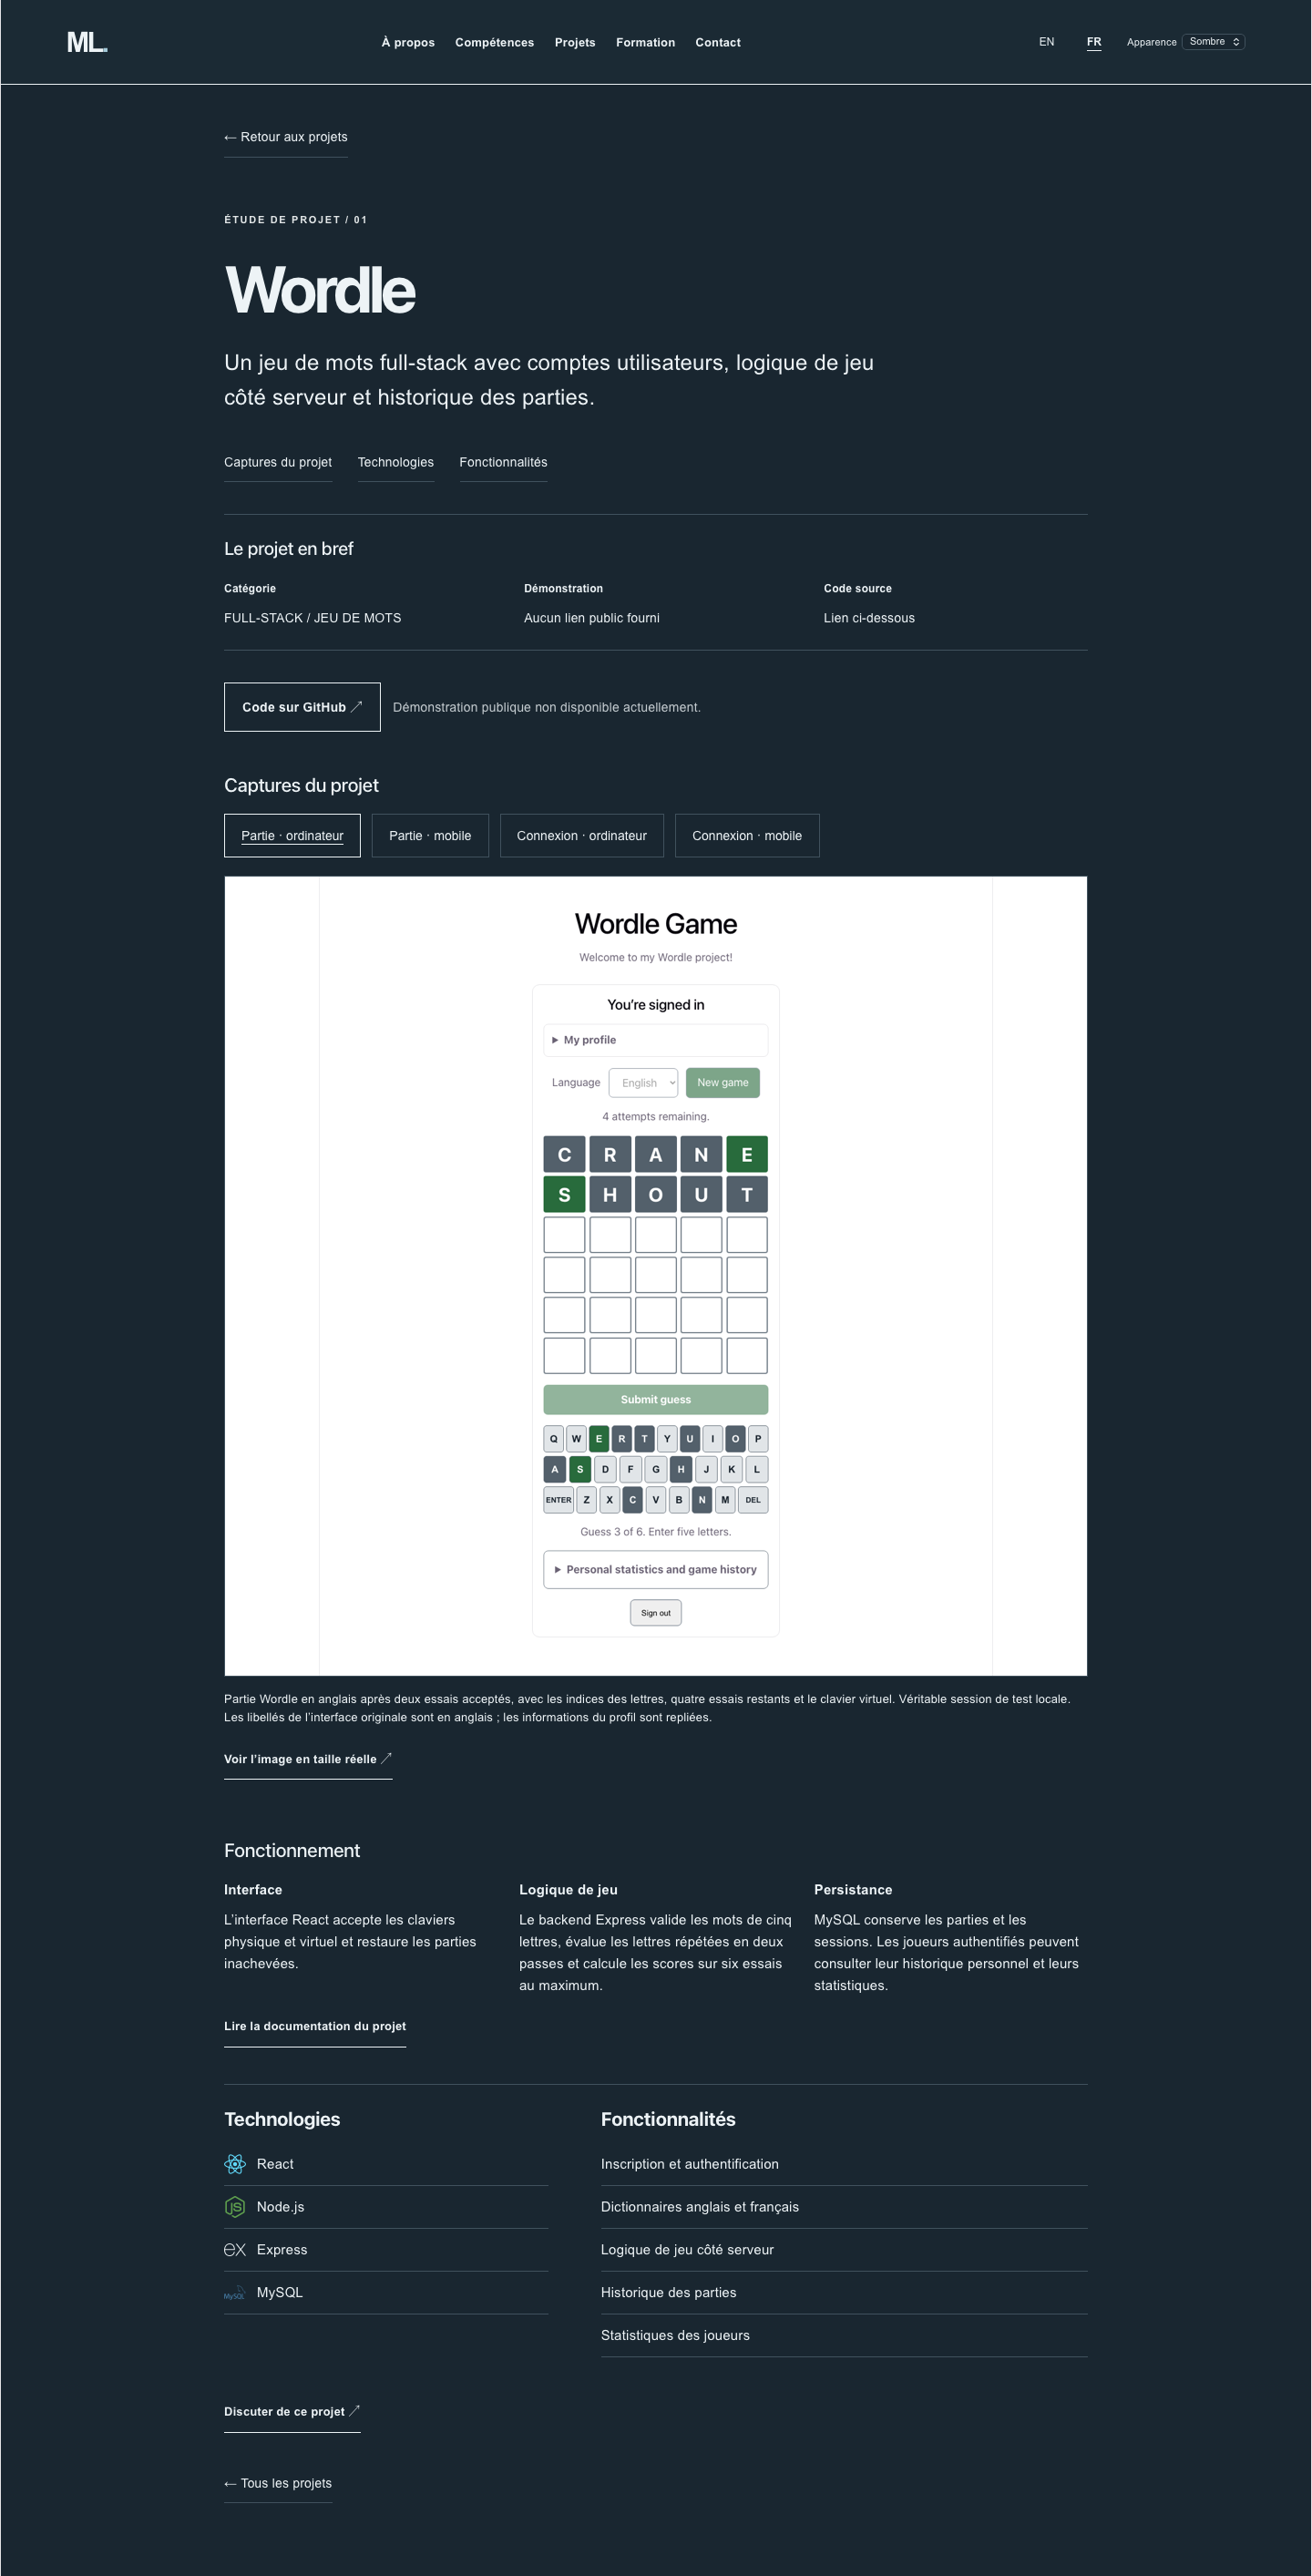 ML.
À propos Compétences Projets Formation Contact
EN FR Apparence Sombre
← Retour aux projets
ÉTUDE DE PROJET / 01
Wordle
Un jeu de mots full-stack avec comptes utilisateurs, logique de jeu
côté serveur et historique des parties.
Captures du projet Technologies Fonctionnalités
Le projet en bref
Catégorie Démonstration Code source
FULL-STACK / JEU DE MOTS Aucun lien public fourni Lien ci-dessous
Code sur GitHub ↗ Démonstration publique non disponible actuellement.
Captures du projet
Partie · ordinateur Partie · mobile Connexion · ordinateur Connexion · mobile
Wordle Game
Welcome to my Wordle project!
You’re signed in
▶ My profile
Language English New game
4 attempts remaining.
C R A N E
S H O U T
Submit guess
Q W E R T Y U I O P
A S D F G H J K L
ENTER Z X C V B N M DEL
Guess 3 of 6. Enter five letters.
▶ Personal statistics and game history
Sign out
Partie Wordle en anglais après deux essais acceptés, avec les indices des lettres, quatre essais restants et le clavier virtuel. Véritable session de test locale.
Les libellés de l’interface originale sont en anglais ; les informations du profil sont repliées.
Voir l’image en taille réelle ↗
Fonctionnement
Interface
L’interface React accepte les claviers
physique et virtuel et restaure les parties
inachevées.
Logique de jeu
Le backend Express valide les mots de cinq
lettres, évalue les lettres répétées en deux
passes et calcule les scores sur six essais
au maximum.
Persistance
MySQL conserve les parties et les
sessions. Les joueurs authentifiés peuvent
consulter leur historique personnel et leurs
statistiques.
Lire la documentation du projet
Technologies
React
Node.js
Express
MySQL
Fonctionnalités
Inscription et authentification
Dictionnaires anglais et français
Logique de jeu côté serveur
Historique des parties
Statistiques des joueurs
Discuter de ce projet ↗
← Tous les projets